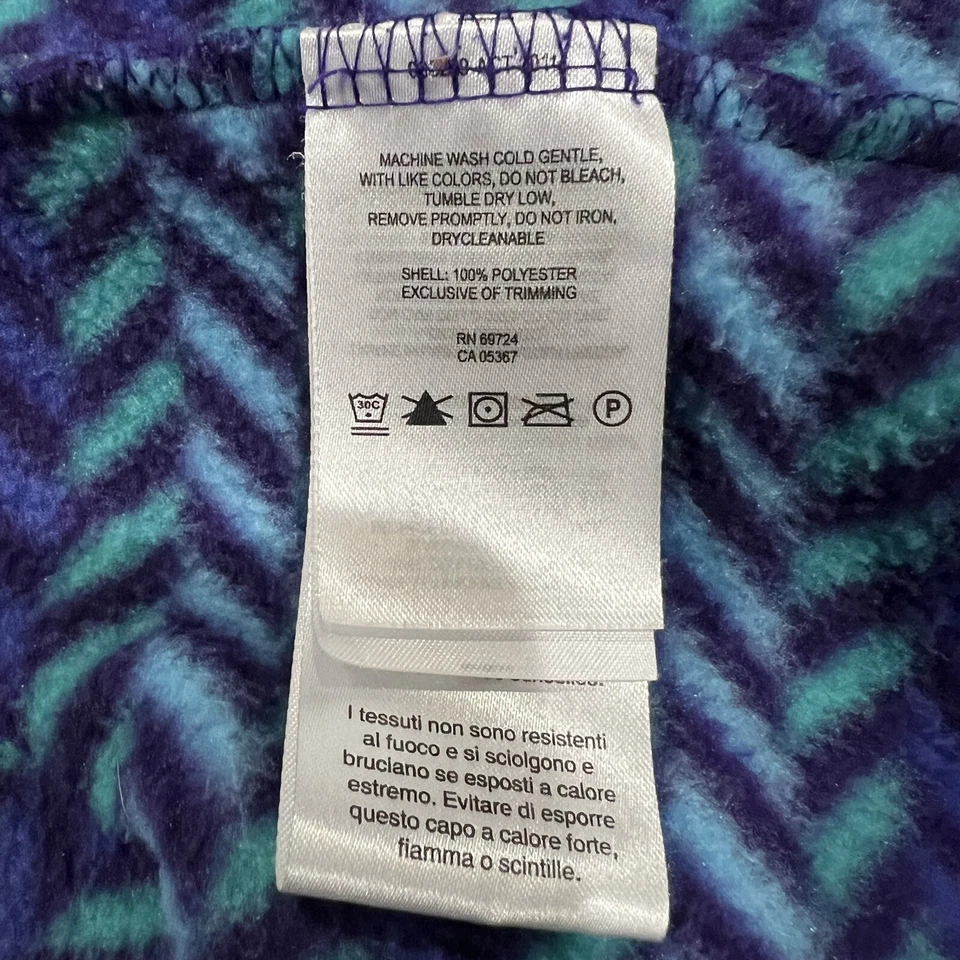 MACHINE WASH COLD GENTLE,
WITH LIKE COLORS, DO NOT BLEACH,
TUMBLE DRY LOW,
REMOVE PROMPTLY, DO NOT IRON,
DRYCLEANABLE
SHELL: 100% POLYESTER
EXCLUSIVE OF TRIMMING
RN 69724
CA 05367
30C P
I tessuti non sono resistenti
al fuoco e si sciolgono e
bruciano se esposti a calore
estremo. Evitare di esporre
questo capo a calore forte,
fiamma o scintille.